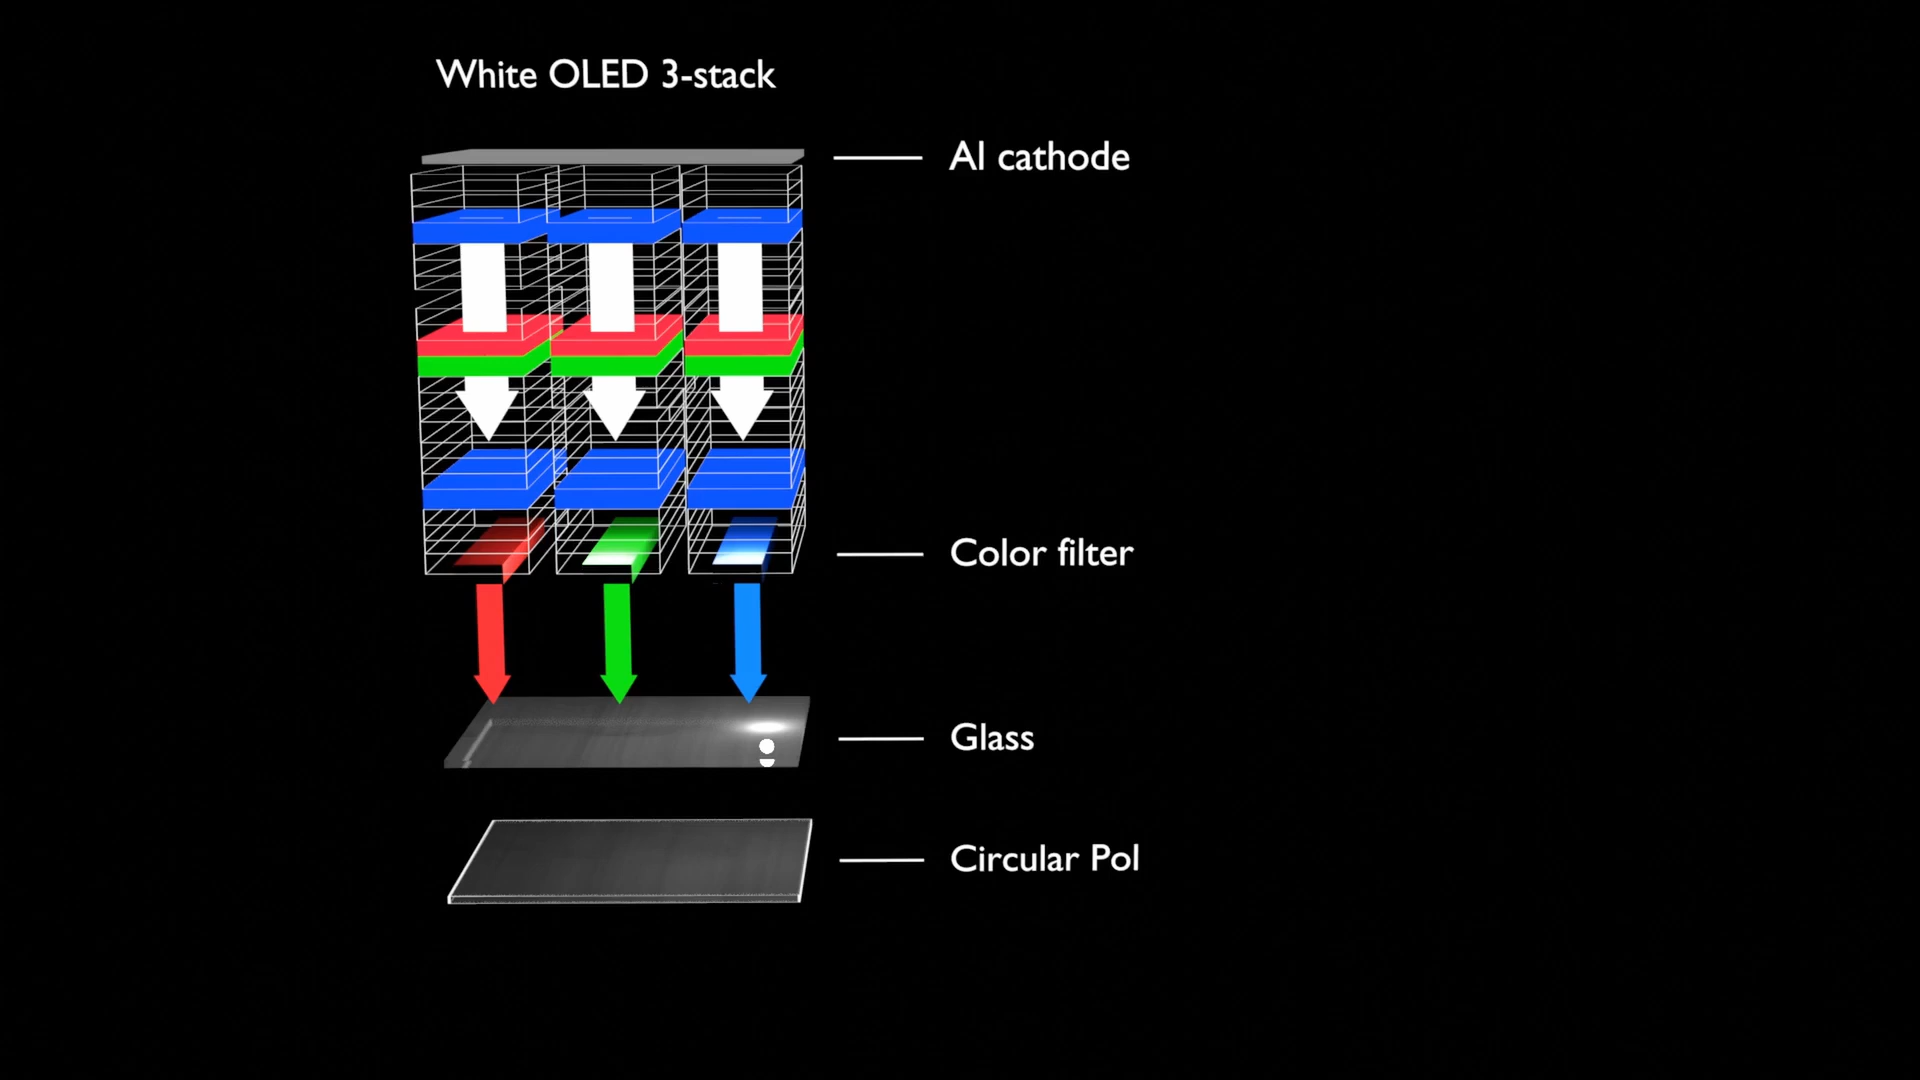 White OLED 3-stack
Al cathode
Color filter
Glass
Circular Pol